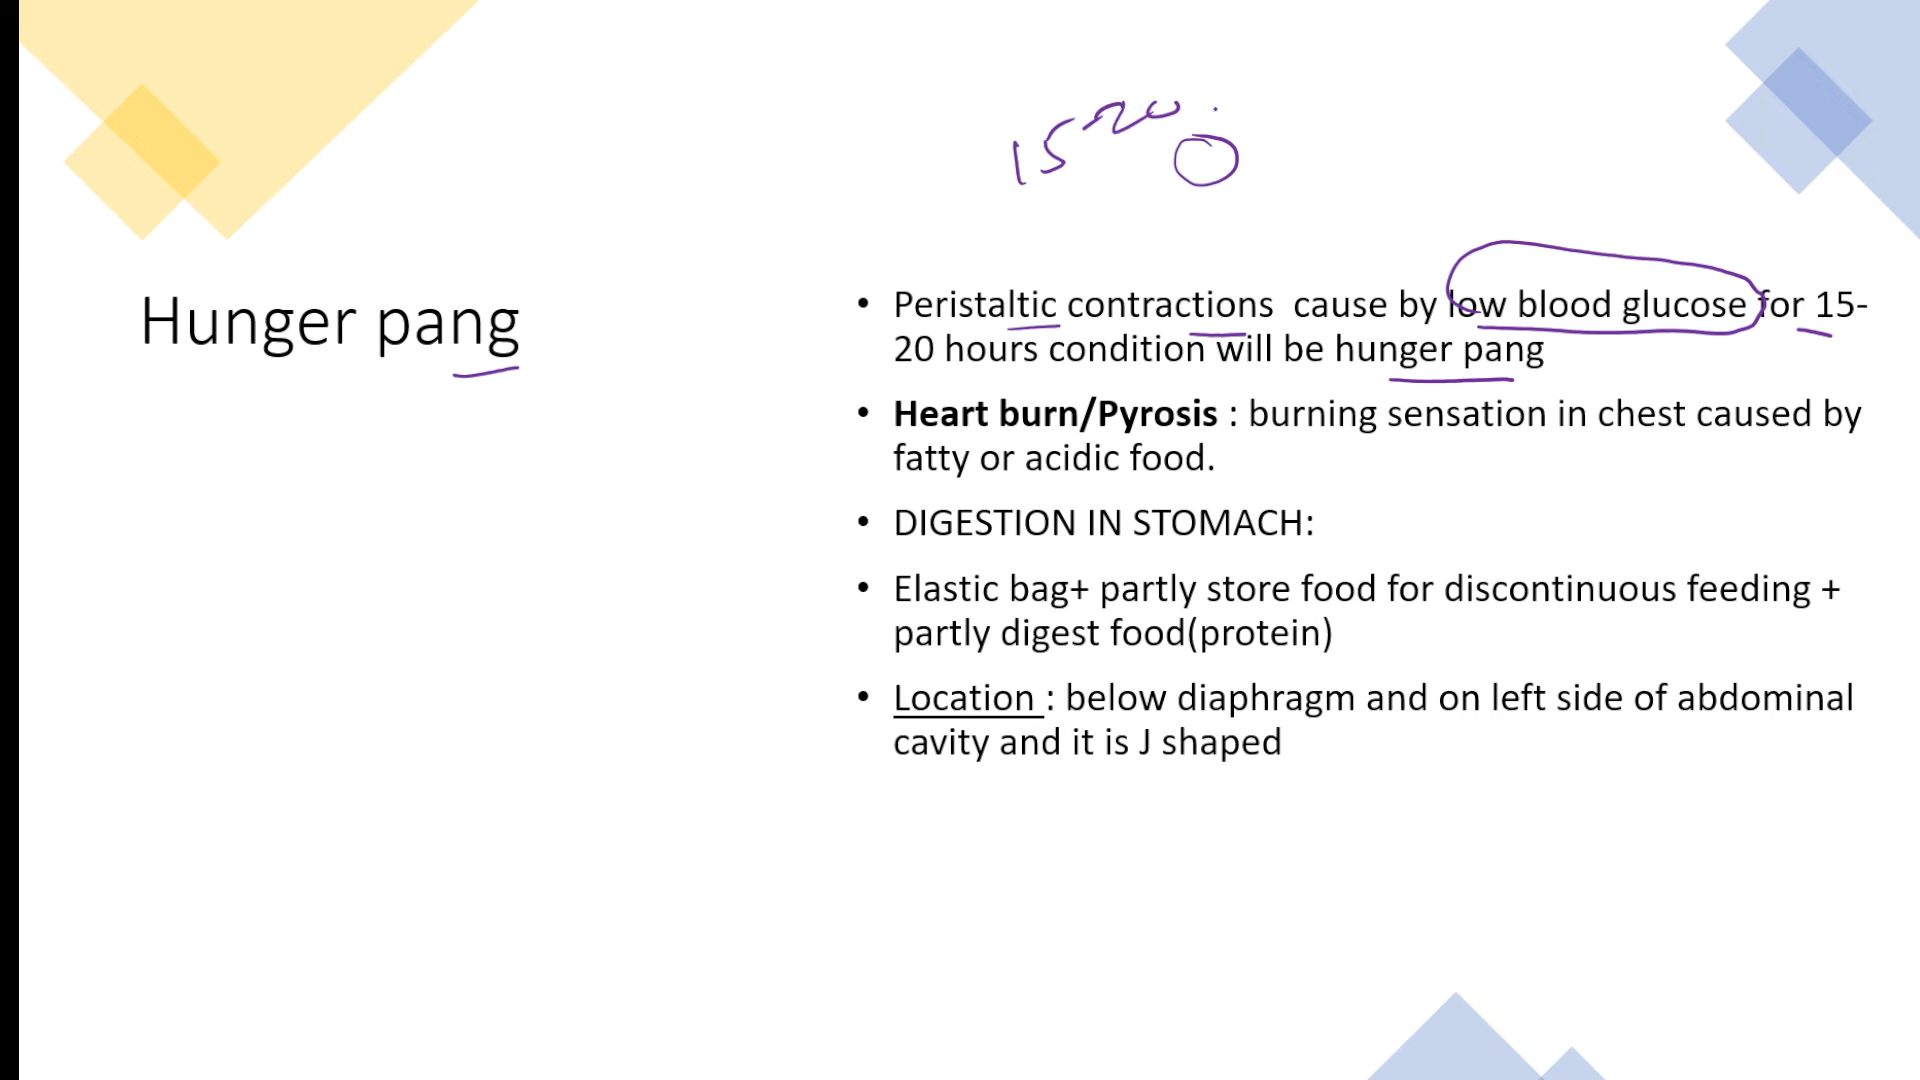 15-20
Hunger pang
• Peristaltic contractions cause by low blood glucose for 15-
20 hours condition will be hunger pang
• Heart burn/Pyrosis : burning sensation in chest caused by
fatty or acidic food.
• DIGESTION IN STOMACH:
• Elastic bag+ partly store food for discontinuous feeding +
partly digest food(protein)
• Location : below diaphragm and on left side of abdominal
cavity and it is J shaped